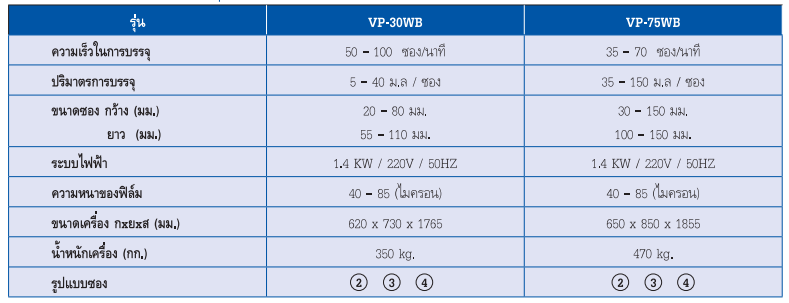 รุ่น VP-30WB VP-75WB
ความเร็วในการบรรจุ 50 - 100 ซอง/นาที 35 - 70 ซอง/นาที
ปริมาตรการบรรจุ 5 - 40 ม.ล / ซอง 35 - 150 ม.ล / ซอง
ขนาดซอง กว้าง (มม.) 20 - 80 มม. 30 - 150 มม.
ยาว (มม.) 55 - 110 มม. 100 - 150 มม.
ระบบไฟฟ้า 1.4 KW / 220V / 50HZ 1.4 KW / 220V / 50HZ
ความหนาของฟิล์ม 40 - 85 (ไมครอน) 40 - 85 (ไมครอน)
ขนาดเครื่อง กxยxส (มม.) 620 x 730 x 1765 650 x 850 x 1855
น้ำหนักเครื่อง (กก.) 350 kg. 470 kg.
รูปแบบซอง ② ③ ④ ② ③ ④